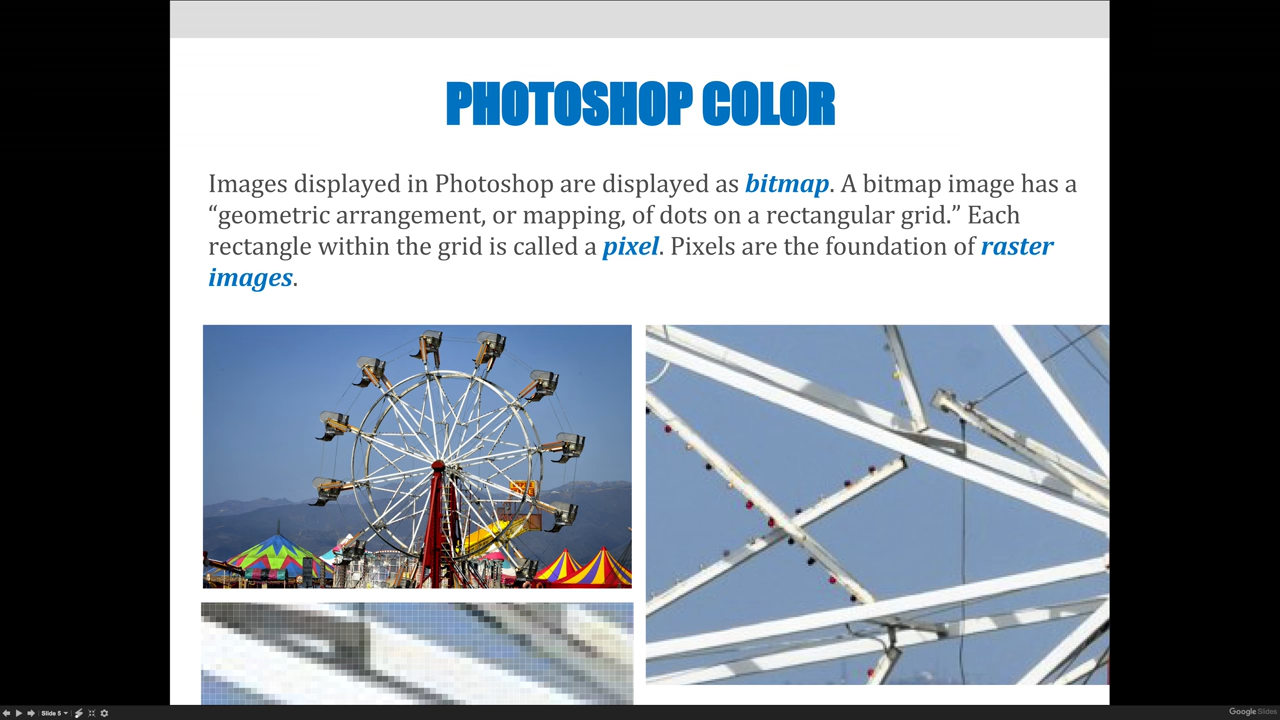 PHOTOSHOP COLOR
Images displayed in Photoshop are displayed as bitmap. A bitmap image has a
“geometric arrangement, or mapping, of dots on a rectangular grid.” Each
rectangle within the grid is called a pixel. Pixels are the foundation of raster
images.
Slide 5
Google Slides